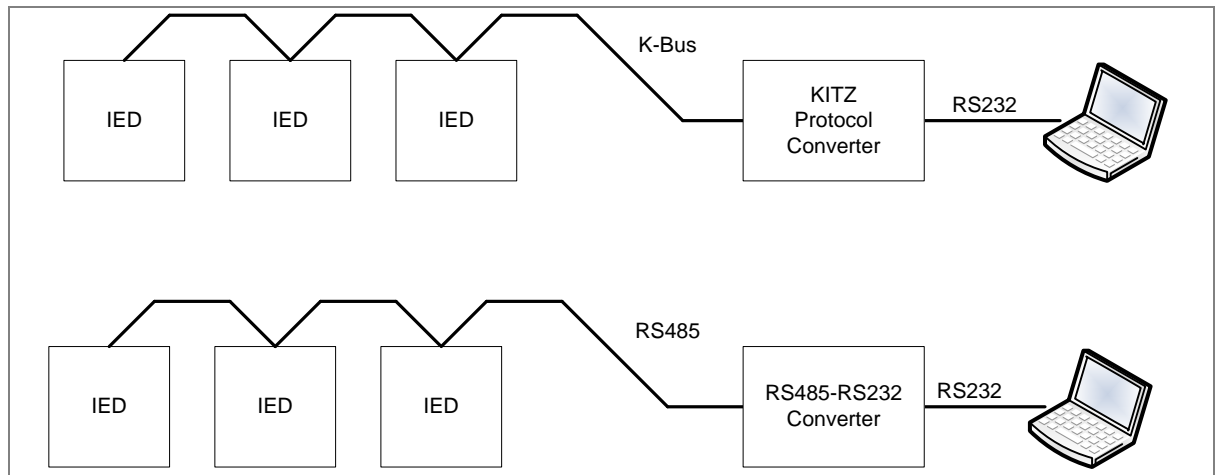 K-Bus
IED
IED
IED
KITZ
Protocol
Converter
RS232
RS485
IED
IED
IED
RS485-RS232
Converter
RS232